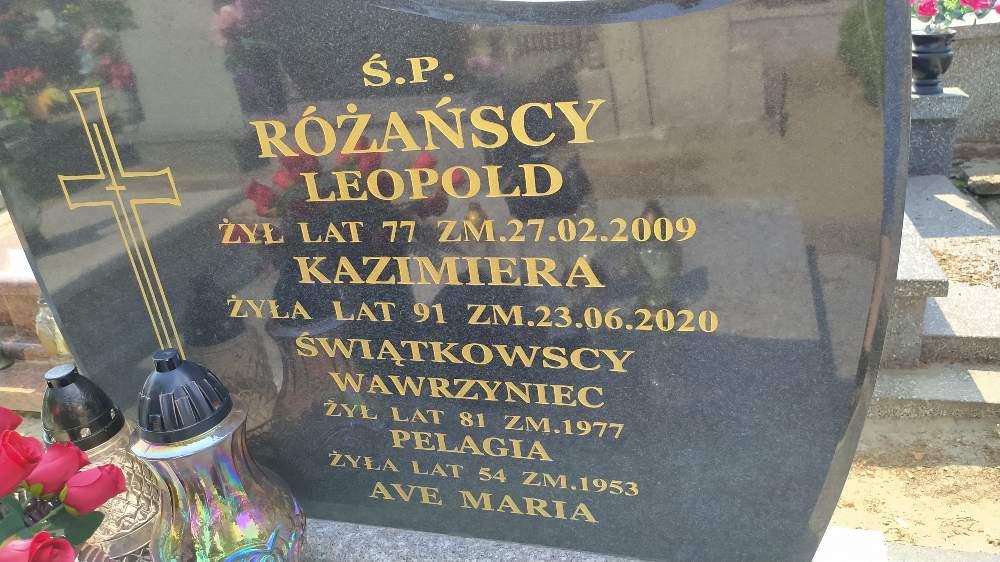 Ś.P.
RÓŻAŃSCY
LEOPOLD
ŻYŁ LAT 77 ZM.27.02.2009
KAZIMIERA
ŻYŁA LAT 91 ZM.23.06.2020
ŚWIĄTKOWSCY
WAWRZYNIEC
ŻYŁ LAT 81 ZM.1977
PELAGIA
ŻYŁA LAT 54 ZM.1953
AVE MARIA